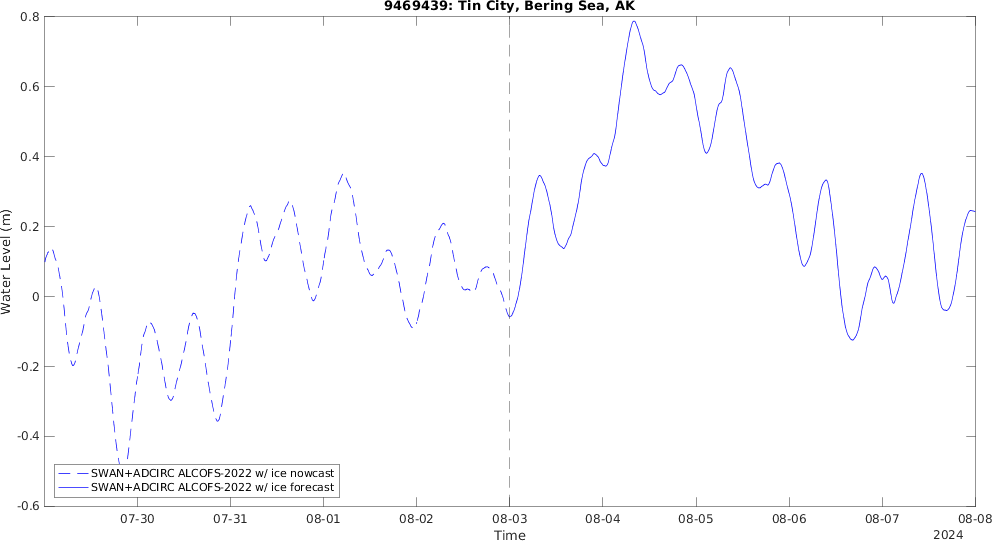 9469439: Tin City, Bering Sea, AK
Water Level (m)
0.8
0.6
0.4
0.2
0
-0.2
-0.4
-0.6
SWAN+ADCIRC ALCOFS-2022 w/ ice nowcast
SWAN+ADCIRC ALCOFS-2022 w/ ice forecast
07-30 07-31 08-01 08-02 08-03 08-04 08-05 08-06 08-07 08-08
Time
2024